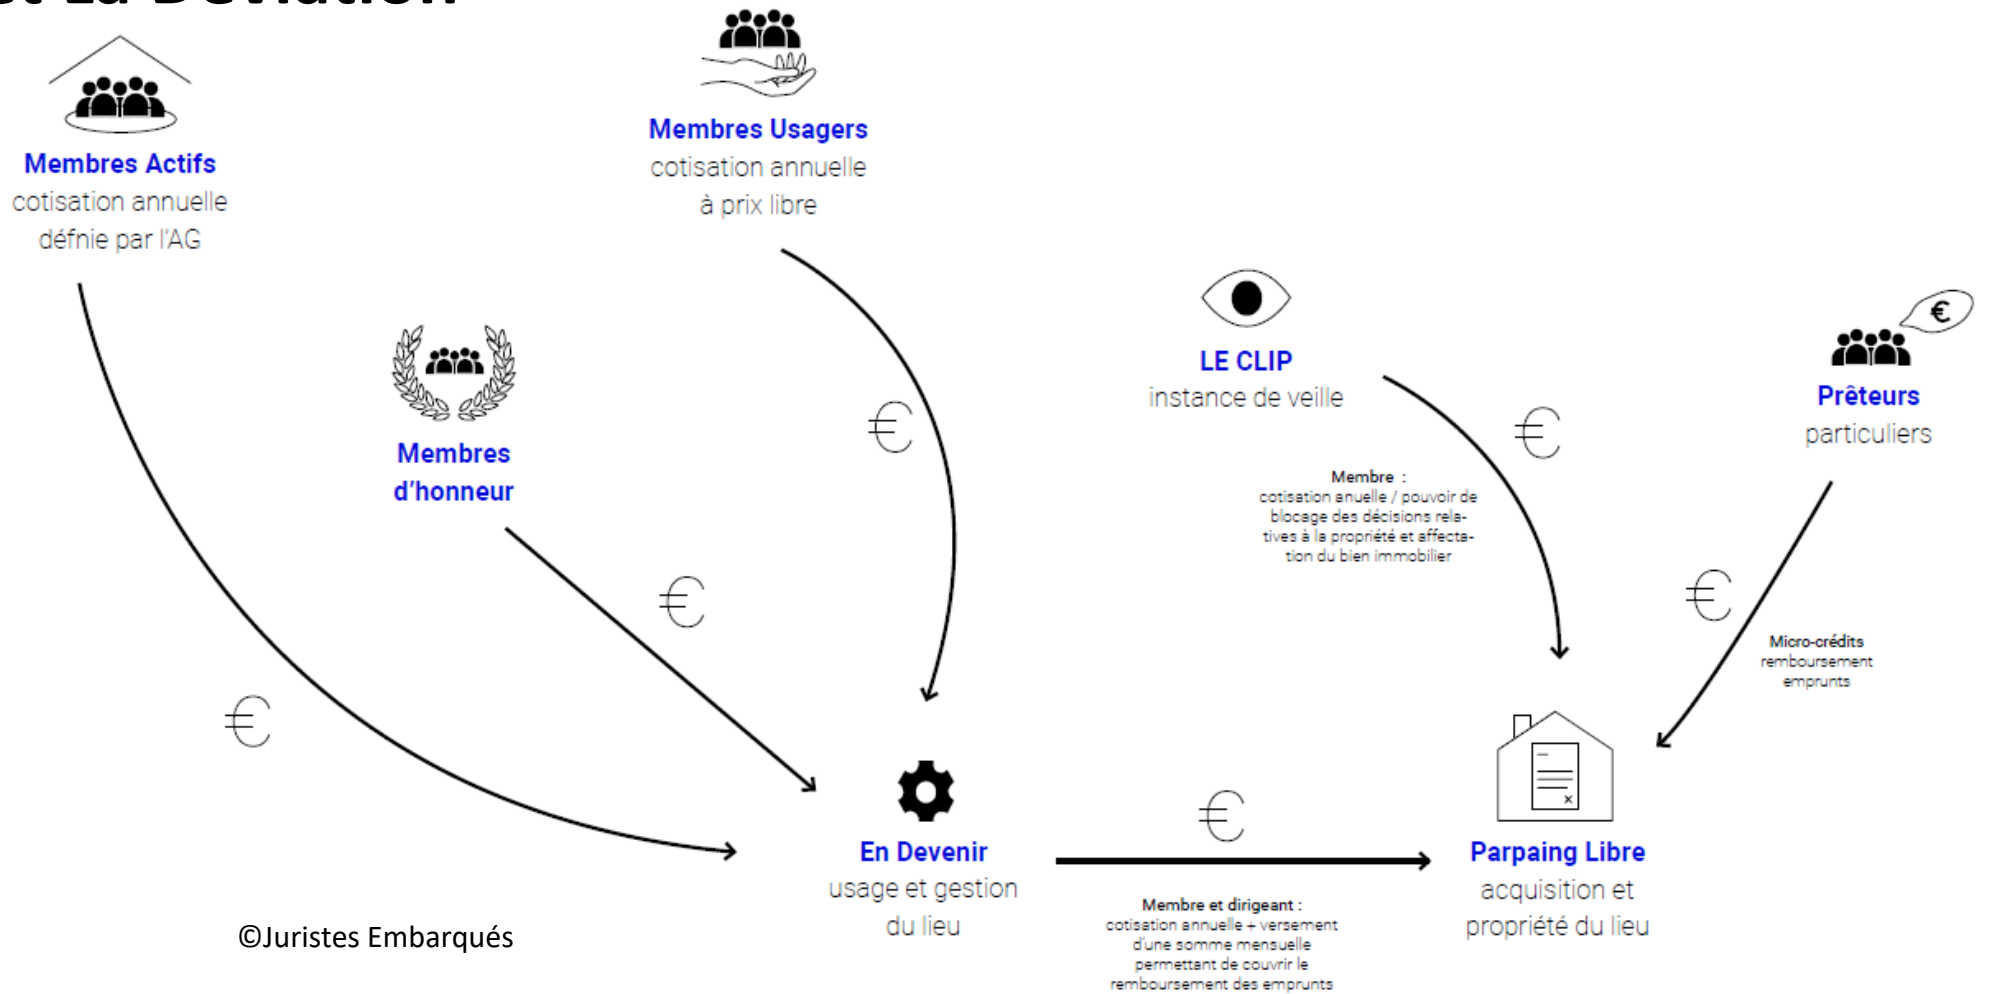 et La Déviation
Membres Actifs
cotisation annuelle
défnie par l'AG
Membres Usagers
cotisation annuelle
à prix libre
Membres
d'honneur
LE CLIP
instance de veille
Membre :
cotisation anuelle / pouvoir de
blocage des décisions rela-
tives à la propriété et affecta-
tion du bien immobilier
€
Prêteurs
particuliers
Micro-crédits
remboursement
emprunts
€
€
€
€
€
€
En Devenir
usage et gestion
du lieu
Membre et dirigeant :
cotisation annuelle + versement
d'une somme mensuelle
permettant de couvrir le
remboursement des emprunts
Parpaing Libre
acquisition et
propriété du lieu
©Juristes Embarqués